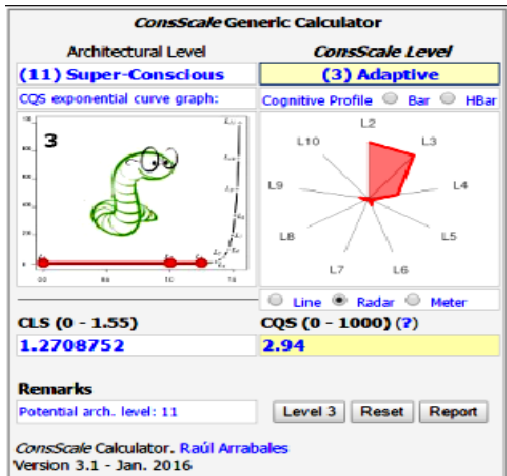 ConsScale Generic Calculator
Architectural Level
ConsScale Level
(11) Super-Conscious
(3) Adaptive
CQS exponential curve graph:
Cognitive Profile Bar HBar
3
L2
L3
L4
L5
L6
L7
L8
L9
L10
Line Radar Meter
CLS (0 - 1.55)
CQS (0 - 1000) (?)
1.2708752
2.94
Remarks
Potential arch. level: 11
Level 3 Reset Report
ConsScale Calculator. Raúl Arrabales
Version 3.1 - Jan. 2016